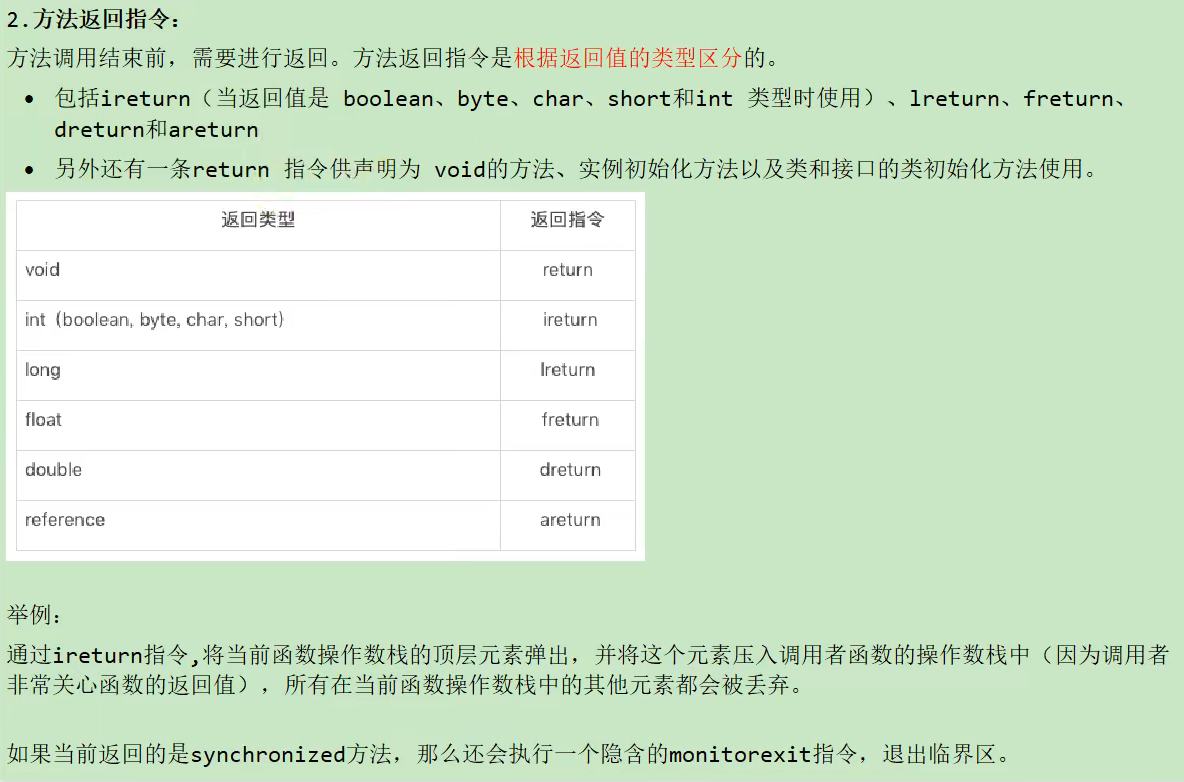 2.方法返回指令：
方法调用结束前，需要进行返回。方法返回指令是根据返回值的类型区分的。
• 包括ireturn（当返回值是 boolean、byte、char、short和int 类型时使用）、lreturn、freturn、
dreturn和areturn
• 另外还有一条return 指令供声明为 void的方法、实例初始化方法以及类和接口的类初始化方法使用。
返回类型 返回指令
void return
int（boolean, byte, char, short） ireturn
long lreturn
float freturn
double dreturn
reference areturn
举例：
通过ireturn指令,将当前函数操作数栈的顶层元素弹出，并将这个元素压入调用者函数的操作数栈中（因为调用者
非常关心函数的返回值），所有在当前函数操作数栈中的其他元素都会被丢弃。
如果当前返回的是synchronized方法，那么还会执行一个隐含的monitorexit指令，退出临界区。